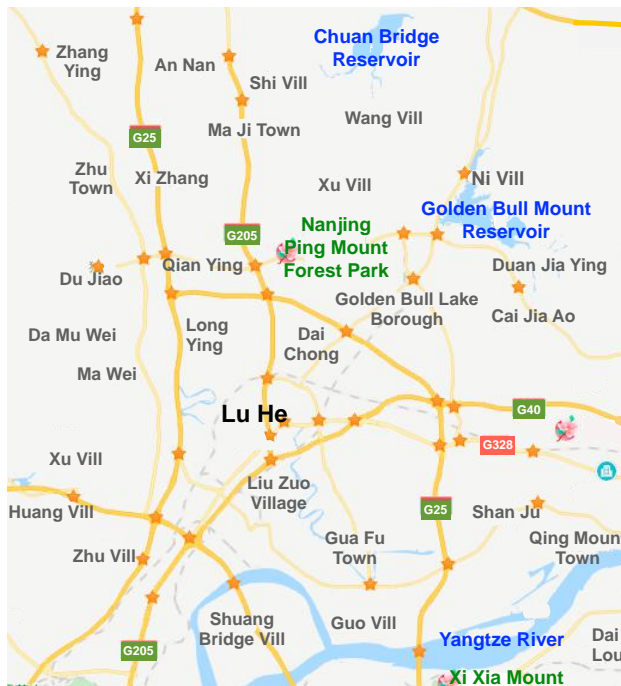 Chuan Bridge
Reservoir
Zhang
Ying
An Nan
Shi Vill
Wang Vill
Ma Ji Town
G25
Zhu
Town
Xi Zhang
Xu Vill
Ni Vill
Golden Bull Mount
Reservoir
Nanjing
Ping Mount
Forest Park
G205
Qian Ying
Du Jiao
Duan Jia Ying
Golden Bull Lake
Borough
Cai Jia Ao
Da Mu Wei
Long
Ying
Dai
Chong
Ma Wei
Lu He
G40
G328
Xu Vill
Liu Zuo
Village
Huang Vill
G25
Shan Ju
Gua Fu
Town
Qing Mount
Town
Zhu Vill
Shuang
Bridge Vill
Guo Vill
G205
Yangtze River
Dai
Lou
Xi Xia Mount